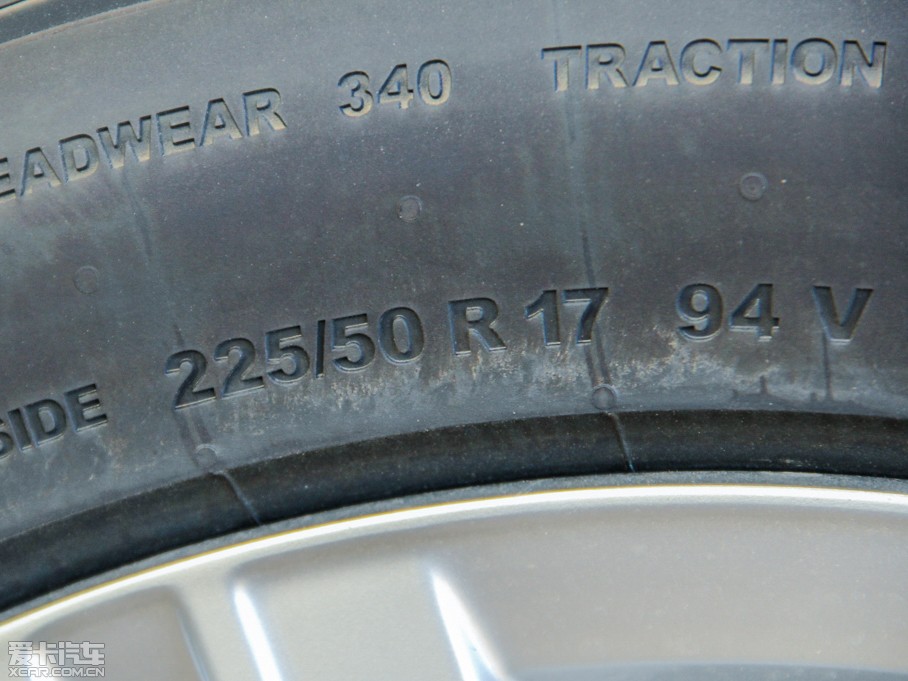 EADWEAR 340 TRACTION
SIDE 225/50 R 17 94 V
爱卡汽车
XCAR.COM.CN